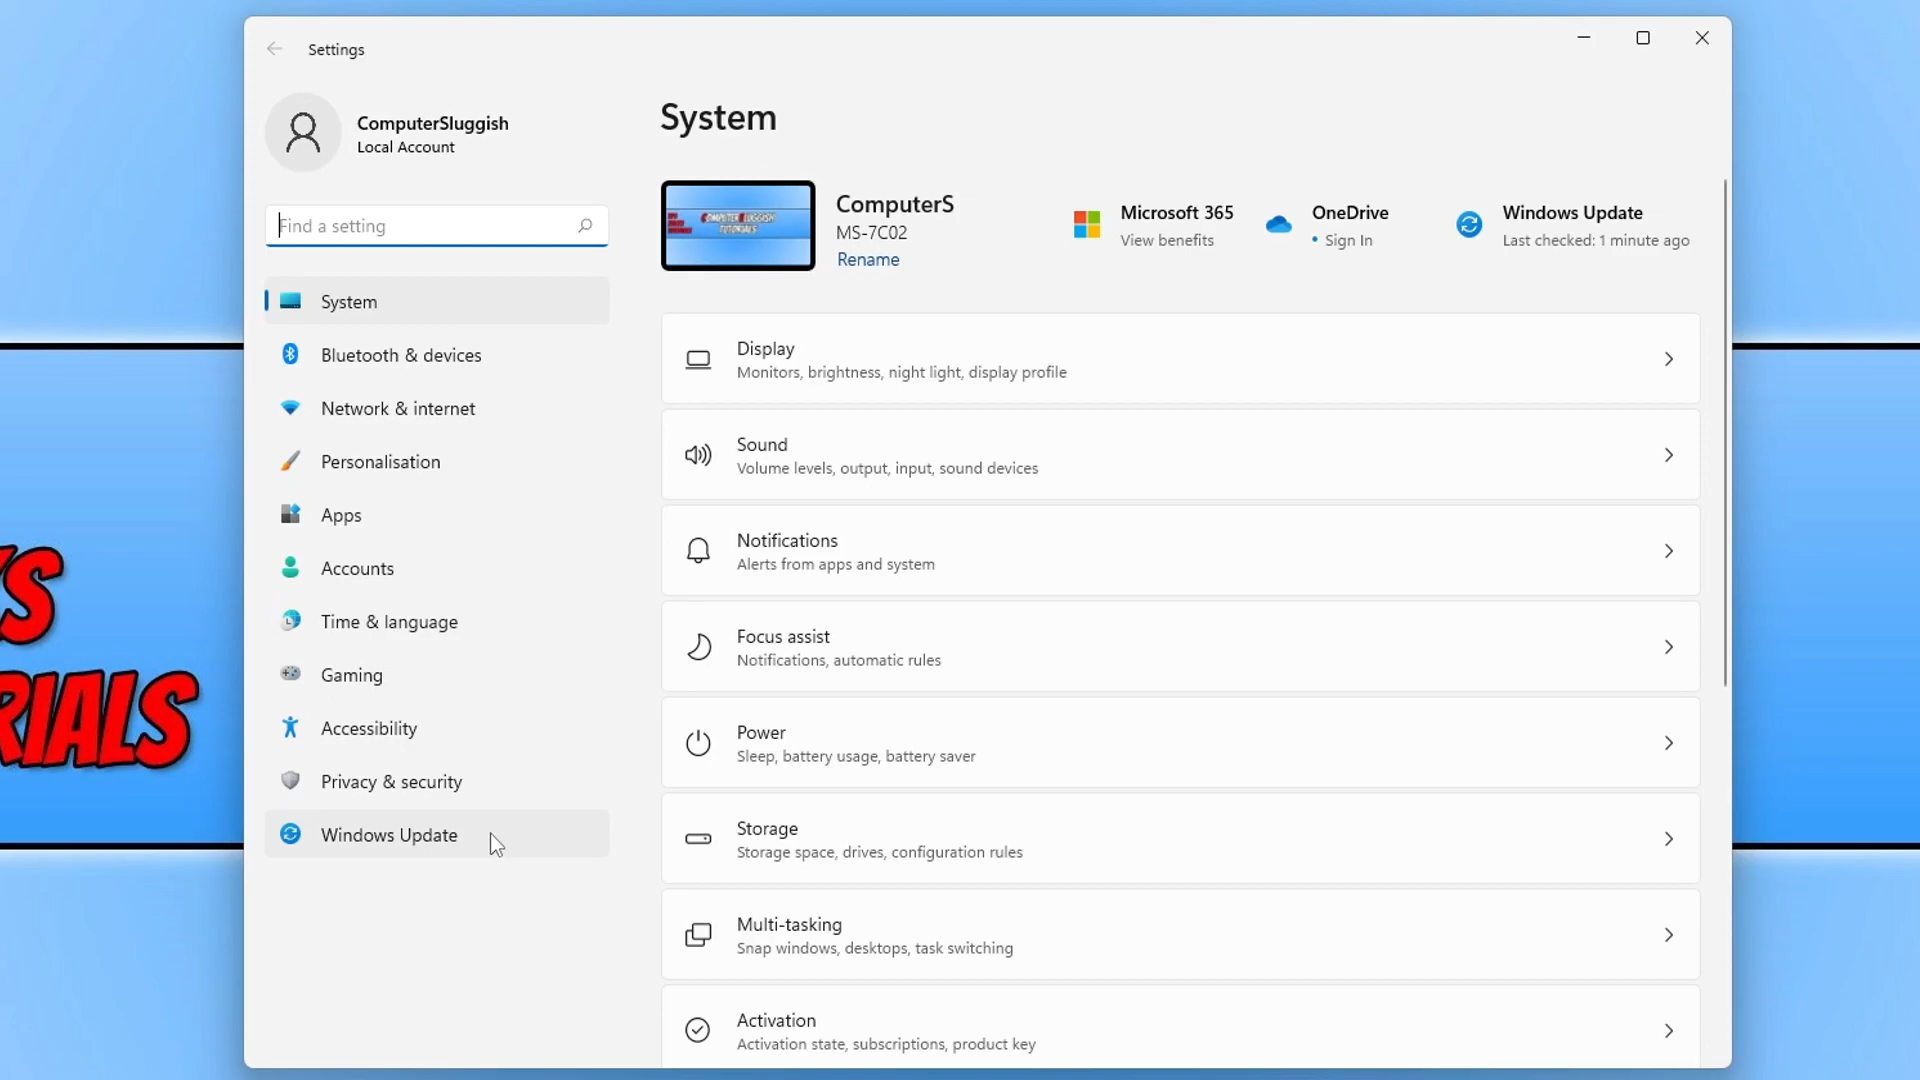 Settings
ComputerSluggish
Local Account
Find a setting
System
Bluetooth & devices
Network & internet
Personalisation
Apps
Accounts
Time & language
Gaming
Accessibility
Privacy & security
Windows Update
System
COMPUTER SLUGGISH
TUTORIALS
ComputerS
MS-7C02
Rename
Microsoft 365
View benefits
OneDrive
• Sign In
Windows Update
Last checked: 1 minute ago
Display
Monitors, brightness, night light, display profile
Sound
Volume levels, output, input, sound devices
Notifications
Alerts from apps and system
Focus assist
Notifications, automatic rules
Power
Sleep, battery usage, battery saver
Storage
Storage space, drives, configuration rules
Multi-tasking
Snap windows, desktops, task switching
Activation
Activation state, subscriptions, product key
KS
RIALS